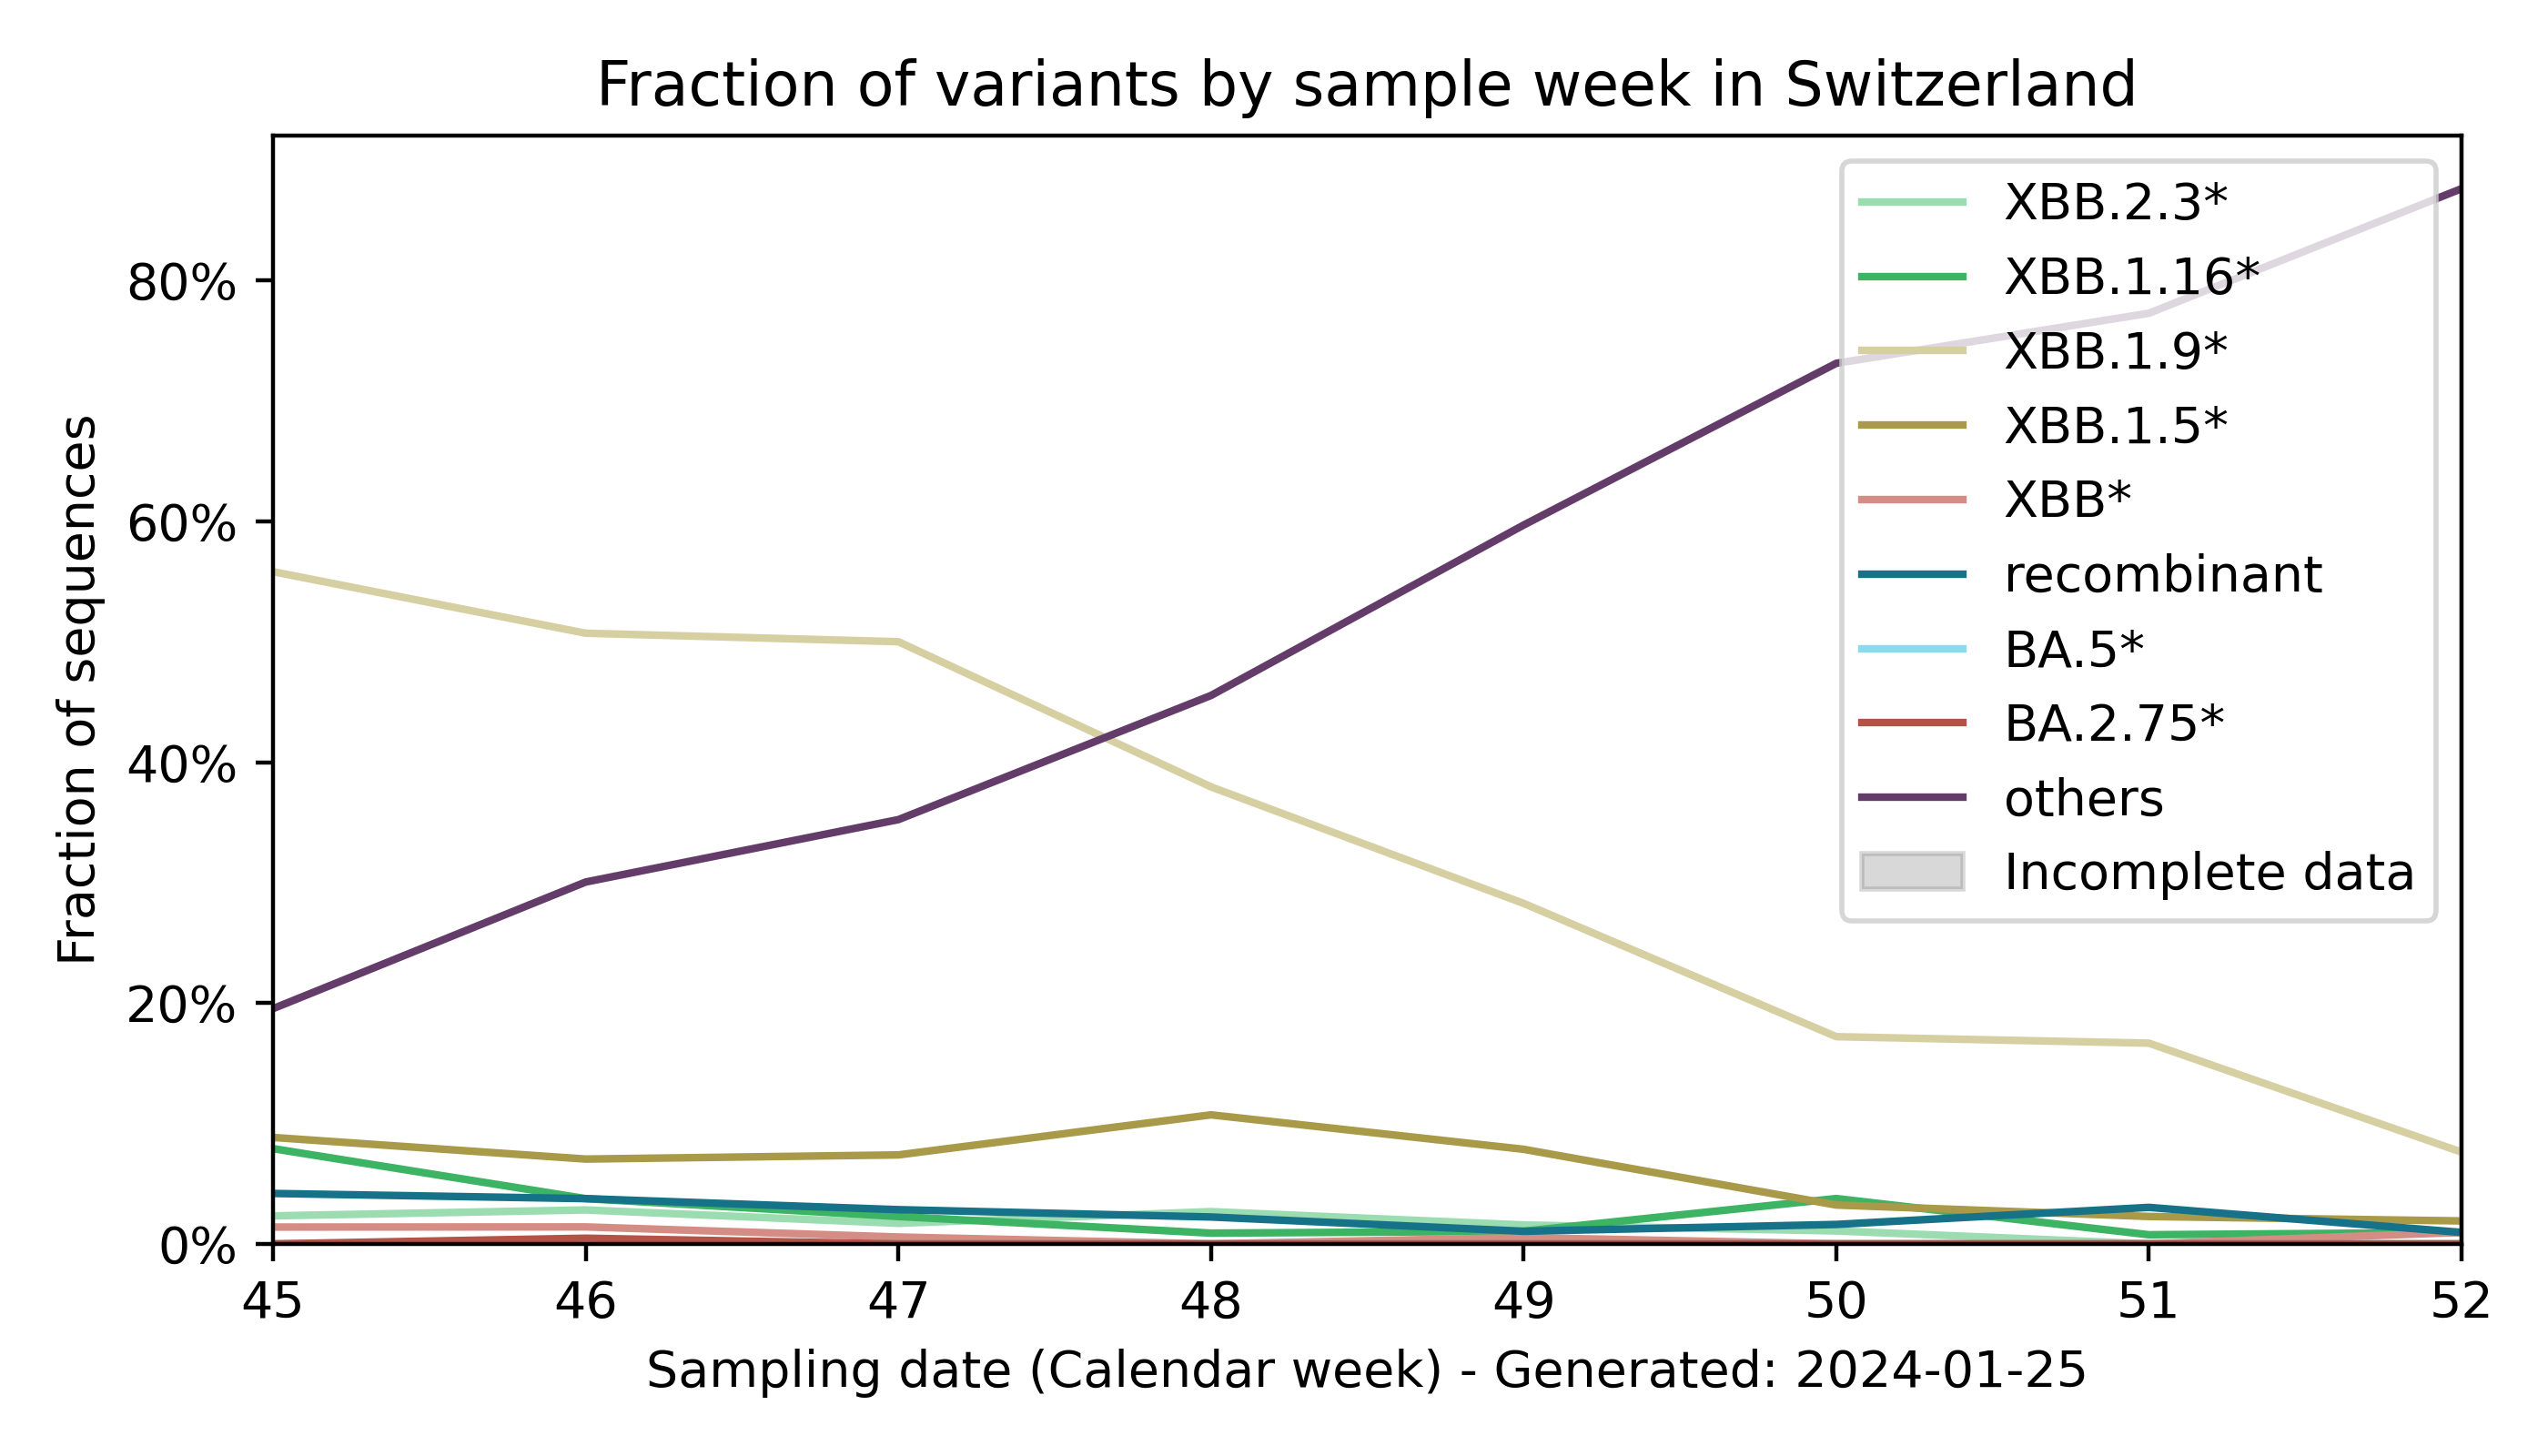 Fraction of variants by sample week in Switzerland
XBB.2.3*
XBB.1.16*
XBB.1.9*
XBB.1.5*
XBB*
recombinant
BA.5*
BA.2.75*
others
Incomplete data
Fraction of sequences
80%
60%
40%
20%
0%
45 46 47 48 49 50 51 52
Sampling date (Calendar week) - Generated: 2024-01-25